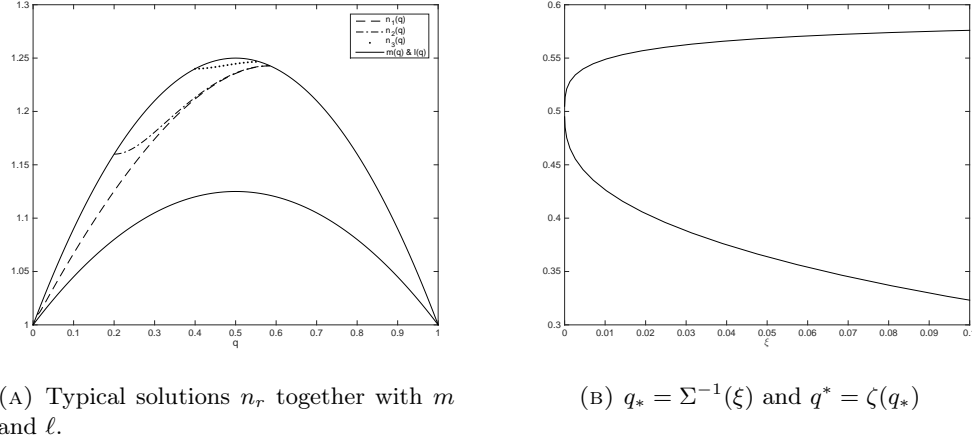 1.3
1.25
1.2
1.15
1.1
1.05
1
0 0.1 0.2 0.3 0.4 0.5 0.6 0.7 0.8 0.9 1
q
n₁(q)
n₂(q)
n₃(q)
m(q) & l(q)
0.6
0.55
0.5
0.45
0.4
0.35
0.3
0 0.01 0.02 0.03 0.04 0.05 0.06 0.07 0.08 0.09 0.1
ξ
(A) Typical solutions nᵣ together with m
and ℓ.
(B) q∗ = Σ⁻¹(ξ) and q* = ζ(q∗)